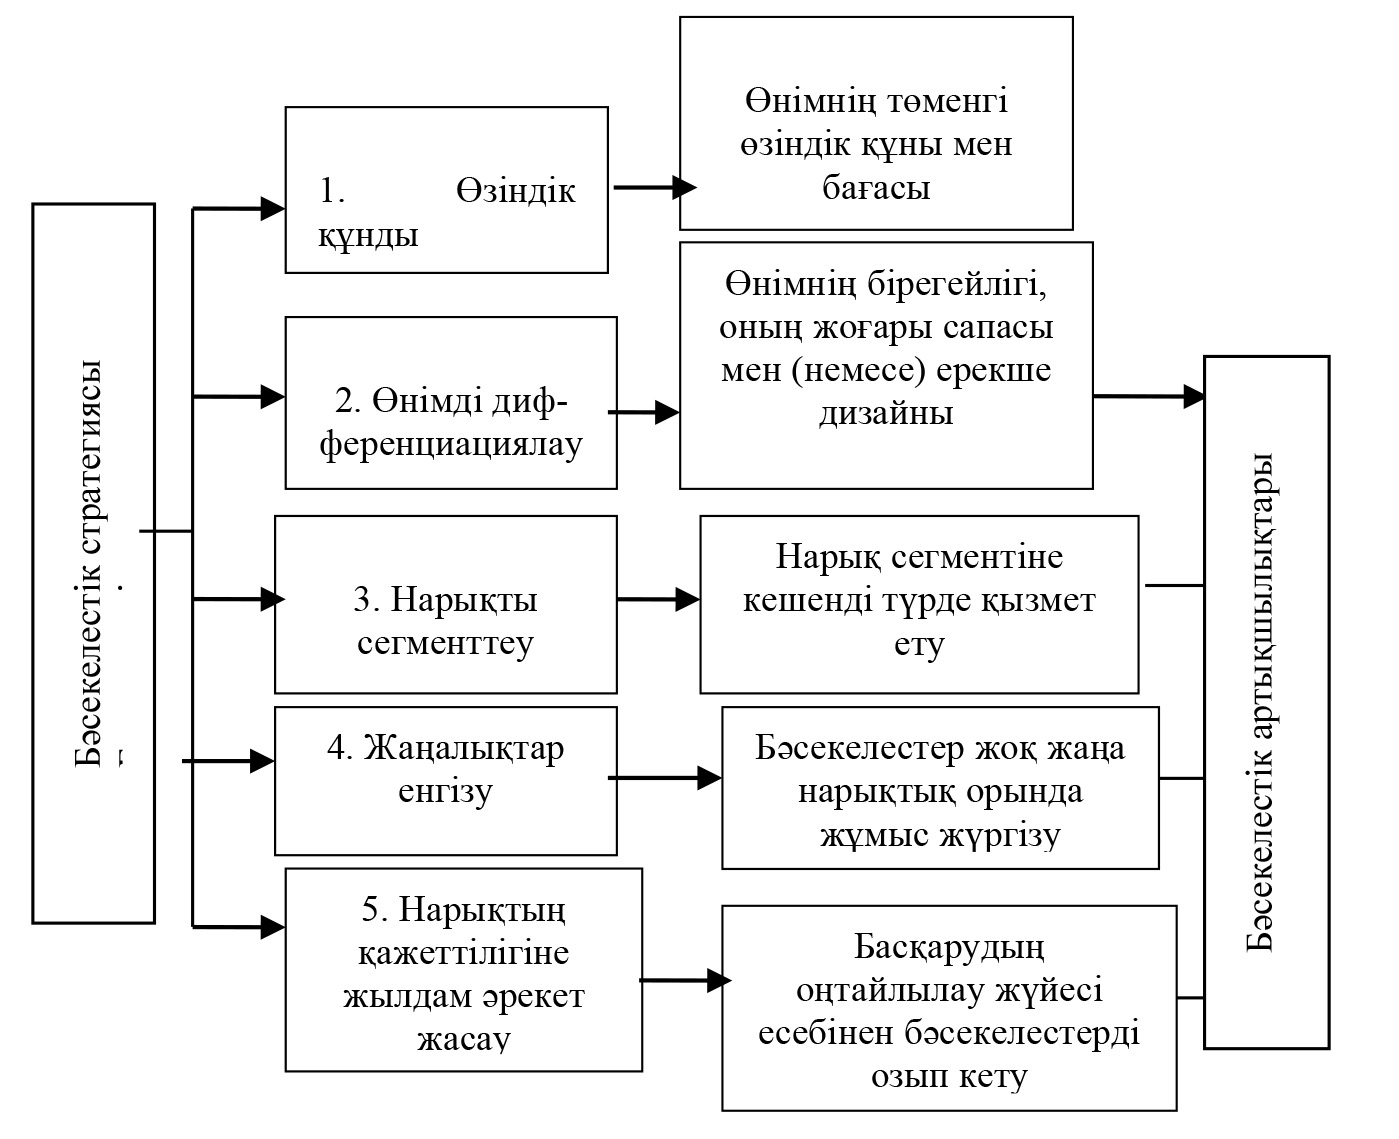 Бәсекелестік стратегиясы
1. Өзіндік
құнды
Өнімнің төменгі
өзіндік құны мен
бағасы
2. Өнімді диф-
ференциациялау
Өнімнің бірегейлігі,
оның жоғары сапасы
мен (немесе) ерекше
дизайны
3. Нарықты
сегменттеу
Нарық сегментіне
кешенді түрде қызмет
ету
4. Жаңалықтар
енгізу
Бәсекелестер жоқ жаңа
нарықтық орында
жұмыс жүргізу
5. Нарықтың
қажеттілігіне
жылдам әрекет
жасау
Басқарудың
оңтайлылау жүйесі
есебінен бәсекелестерді
озып кету
Бәсекелестік артықшылықтары